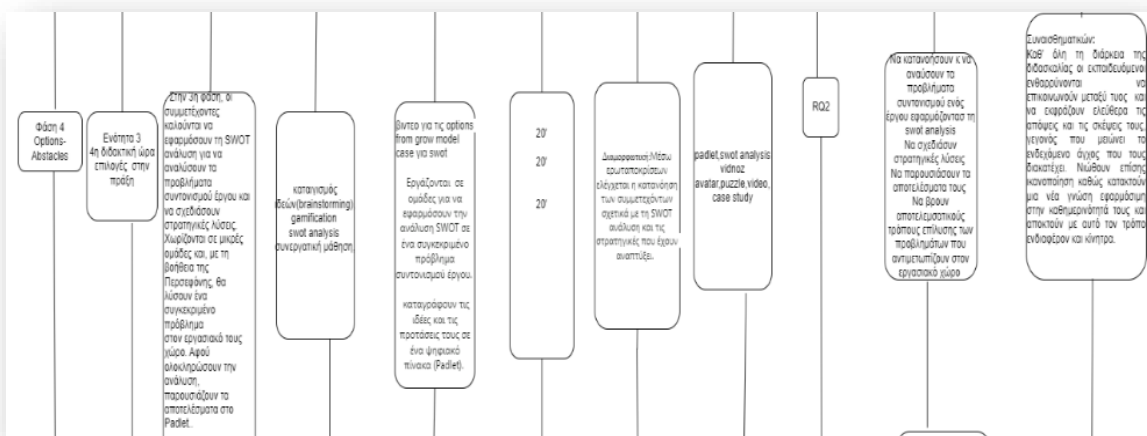 Φάση 4
Options-
Abstacles
Ενότητα 3
4η διδακτική ώρα
επιλογές στην
πράξη
Στην 3η φάση, οι
συμμετέχοντες
καλούνται να
εφαρμόσουν τη SWOT
ανάλυση για να
αναλύσουν τα
προβλήματα
συντονισμού έργου και
να σχεδιάσουν
στρατηγικές λύσεις.
Χωρίζονται σε μικρές
ομάδες και, με τη
βοήθεια της
Περσεφόνης, θα
λύσουν ένα
συγκεκριμένο
πρόβλημα
στον εργασιακό τους
χώρο. Αφού
ολοκληρώσουν την
ανάλυση,
παρουσιάζουν τα
αποτελέσματα στο
Padlet..
καταιγισμός
ιδεών(brainstorming)
gamification
swot analysis
συνεργατική μάθηση,
βιντεο για τις options
from grow model
case για swot
Εργάζονται σε
ομάδες για να
εφαρμόσουν την
ανάλυση SWOT σε
ένα συγκεκριμένο
πρόβλημα
συντονισμού έργου.
καταγράφουν τις
ιδέες και τις
προτάσεις τους σε
ένα ψηφιακό
πίνακα (Padlet).
20'
20'
20'
Διαμορφωτική:Μέσω
ερωταποκρίσεων
ελέγχεται η κατανόηση
των συμμετεχόντων
σχετικά με τη SWOT
ανάλυση και τις
στρατηγικές που έχουν
αναπτύξει.
padlet,swot analysis
vidnoz
avatar,puzzle,video,
case study
RQ2
Να κατανοήσουν κ να
αναύσουν τα
προβλήματα
συντονισμού ενός
έργου εφαρμόζοντασ τη
swot analysis
Να σχεδιάσυν
στρατηγικές λύσεις
Να παρουσιάσουν τα
αποτελέσματα τους
Να βρουν
αποτελεσματικούς
τρόπους επίλυσης των
προβλημάτων που
αντιμετωπίζουν στον
εργασιακό χώρο
Συναισθηματικών:
Καθ' όλη τη διάρκεια της
διδασκαλίας οι εκπαιδευόμενοι
ενθαρρύνονται να
επικοινωνούν μεταξύ τυος και
να εκφράζουν ελεύθερα τις
απόψεις και τις σκέψεις τους,
γεγονός που μειώνει το
ενδεχόμενο άγχος που τους
διακατέχει. Νιώθουν επίσης
ικανοποίηση καθώς κατακτούν
μια νέα γνώση εφαρμόσιμη
στην καθημερινότητά τους και
αποκτούν με αυτό τον τρόπο
ενδιαφέρον και κίνητρα.